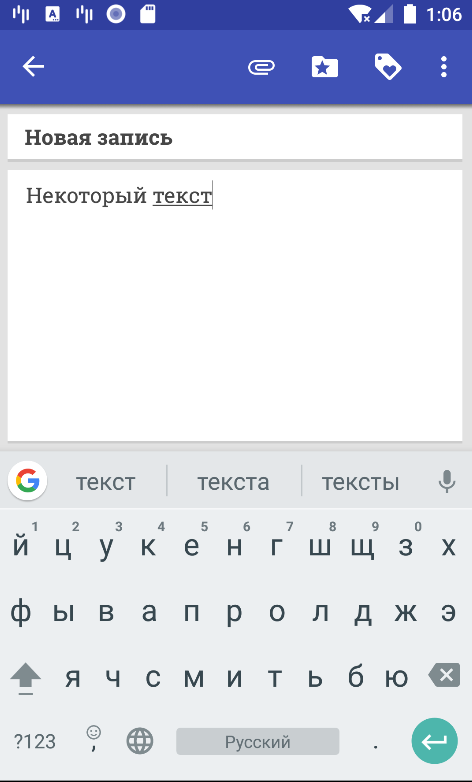 1:06
Новая запись
Некоторый текст
текст текста тексты
1 2 3 4 5 6 7 8 9 0
й ц у к е н г ш щ з х
ф ы в а п р о л д ж э
я ч с м и т ь б ю
?123 , Русский .